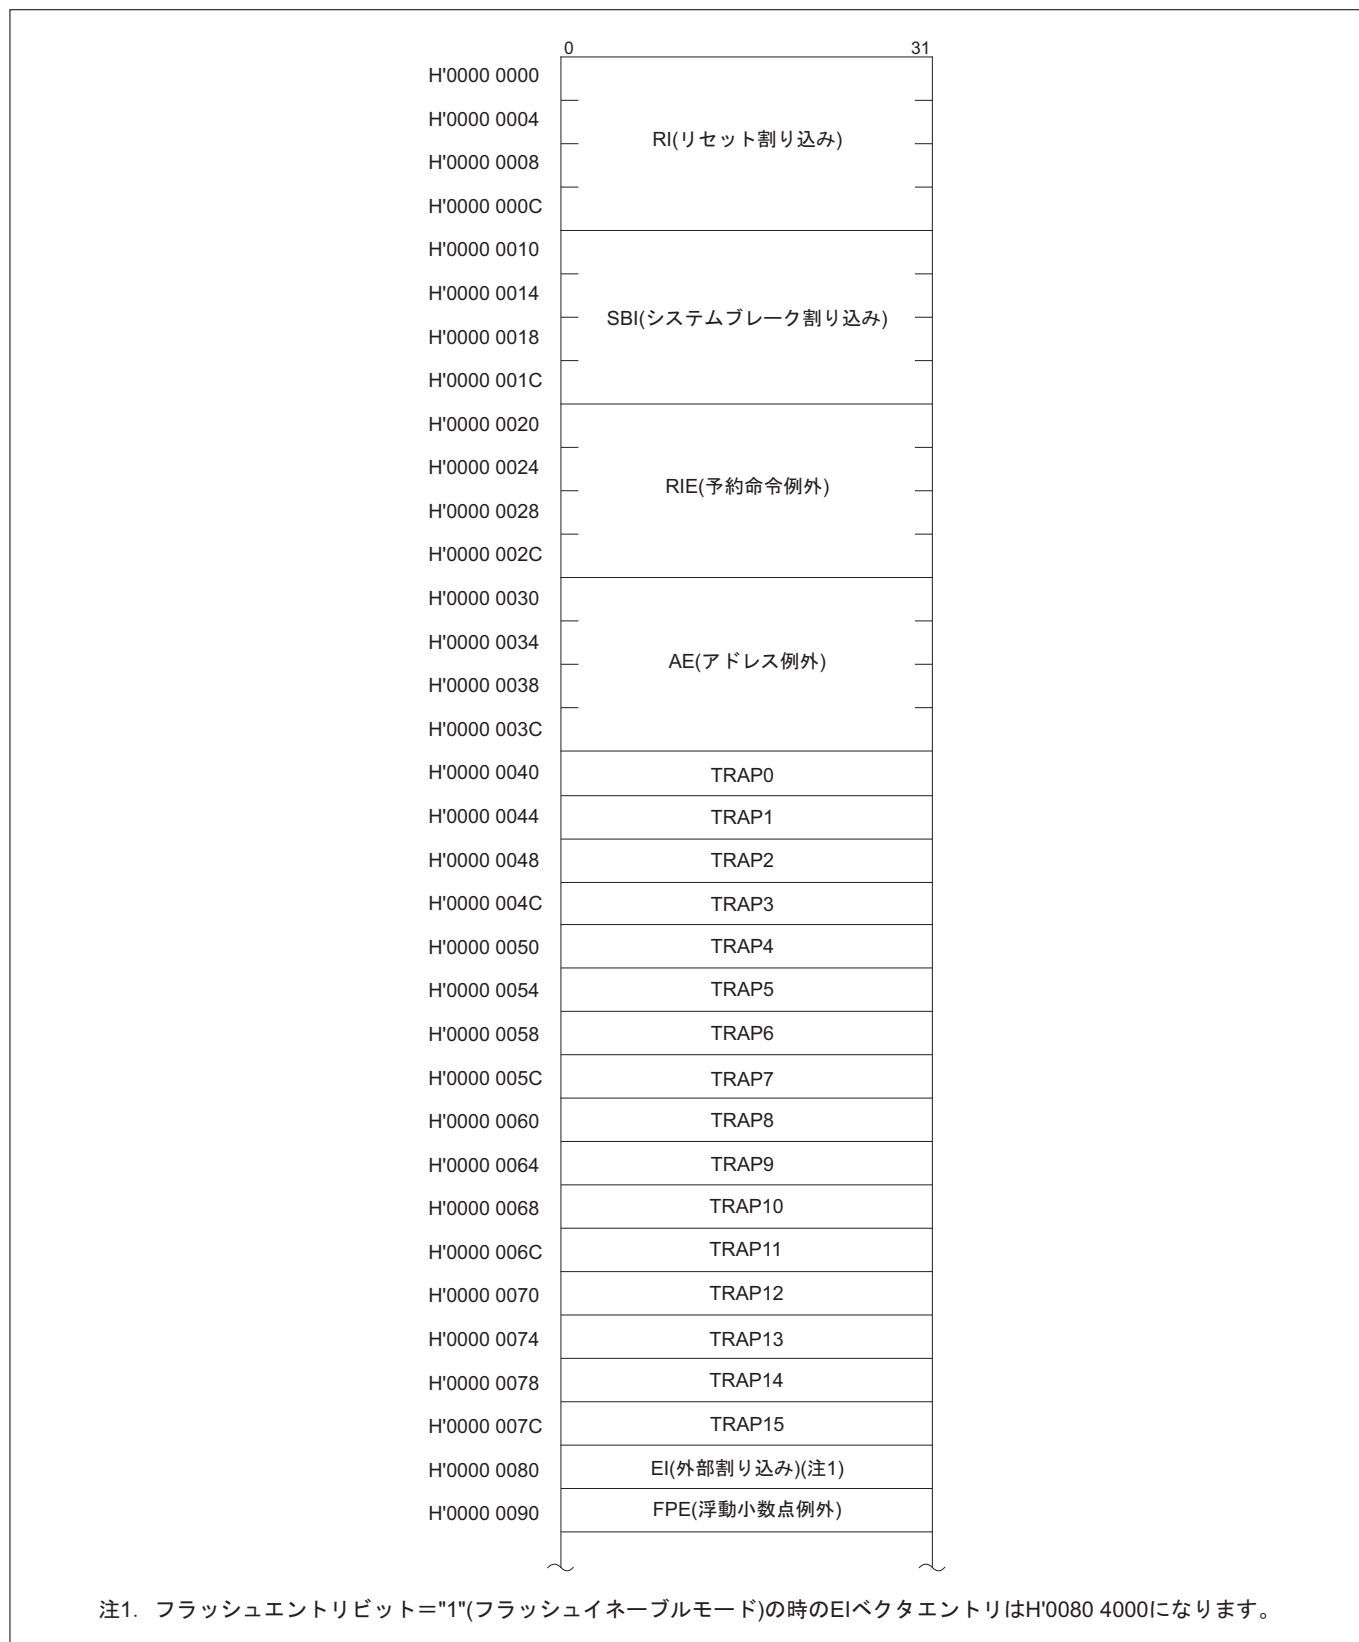 0 31
H'0000 0000
H'0000 0004
RI(リセット割り込み)
H'0000 0008
H'0000 000C
H'0000 0010
H'0000 0014
SBI(システムブレーク割り込み)
H'0000 0018
H'0000 001C
H'0000 0020
H'0000 0024
RIE(予約命令例外)
H'0000 0028
H'0000 002C
H'0000 0030
H'0000 0034
AE(アドレス例外)
H'0000 0038
H'0000 003C
H'0000 0040 TRAP0
H'0000 0044 TRAP1
H'0000 0048 TRAP2
H'0000 004C TRAP3
H'0000 0050 TRAP4
H'0000 0054 TRAP5
H'0000 0058 TRAP6
H'0000 005C TRAP7
H'0000 0060 TRAP8
H'0000 0064 TRAP9
H'0000 0068 TRAP10
H'0000 006C TRAP11
H'0000 0070 TRAP12
H'0000 0074 TRAP13
H'0000 0078 TRAP14
H'0000 007C TRAP15
H'0000 0080 EI(外部割り込み)(注1)
H'0000 0090 FPE(浮動小数点例外)
注1. フラッシュエントリビット＝"1"(フラッシュイネーブルモード)の時のEIベクタエントリはH'0080 4000になります。